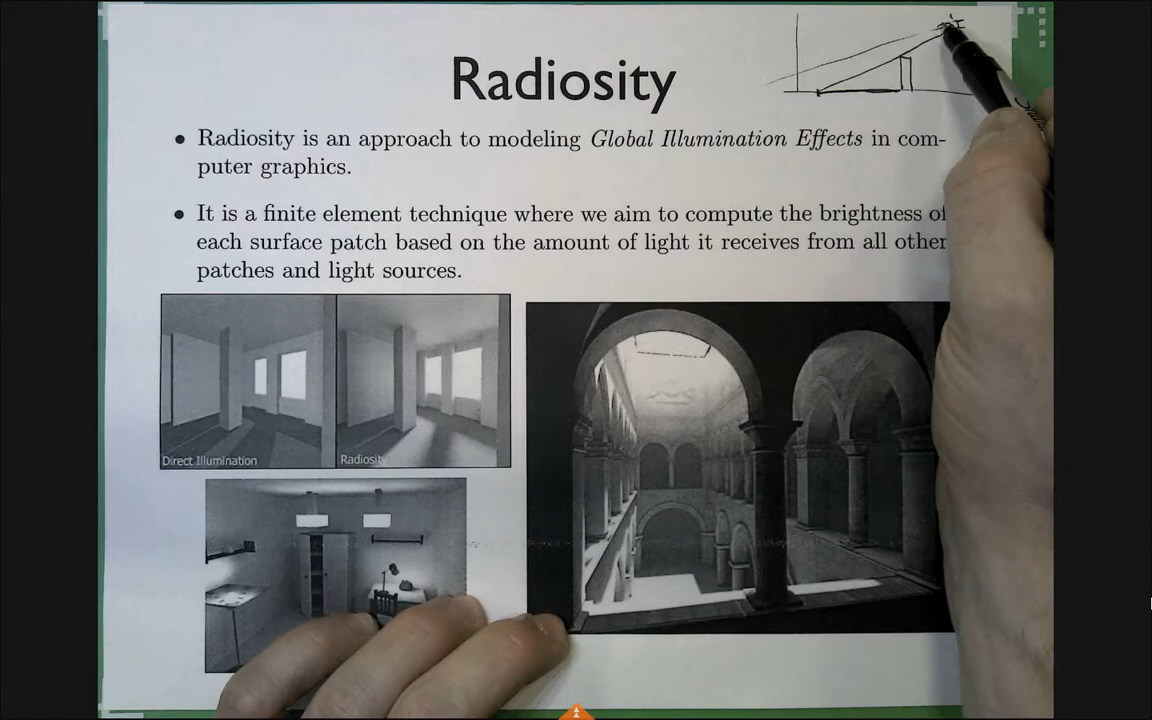 Radiosity
• Radiosity is an approach to modeling Global Illumination Effects in com-
puter graphics.
• It is a finite element technique where we aim to compute the brightness of
each surface patch based on the amount of light it receives from all other
patches and light sources.
Direct Illumination
Radiosity